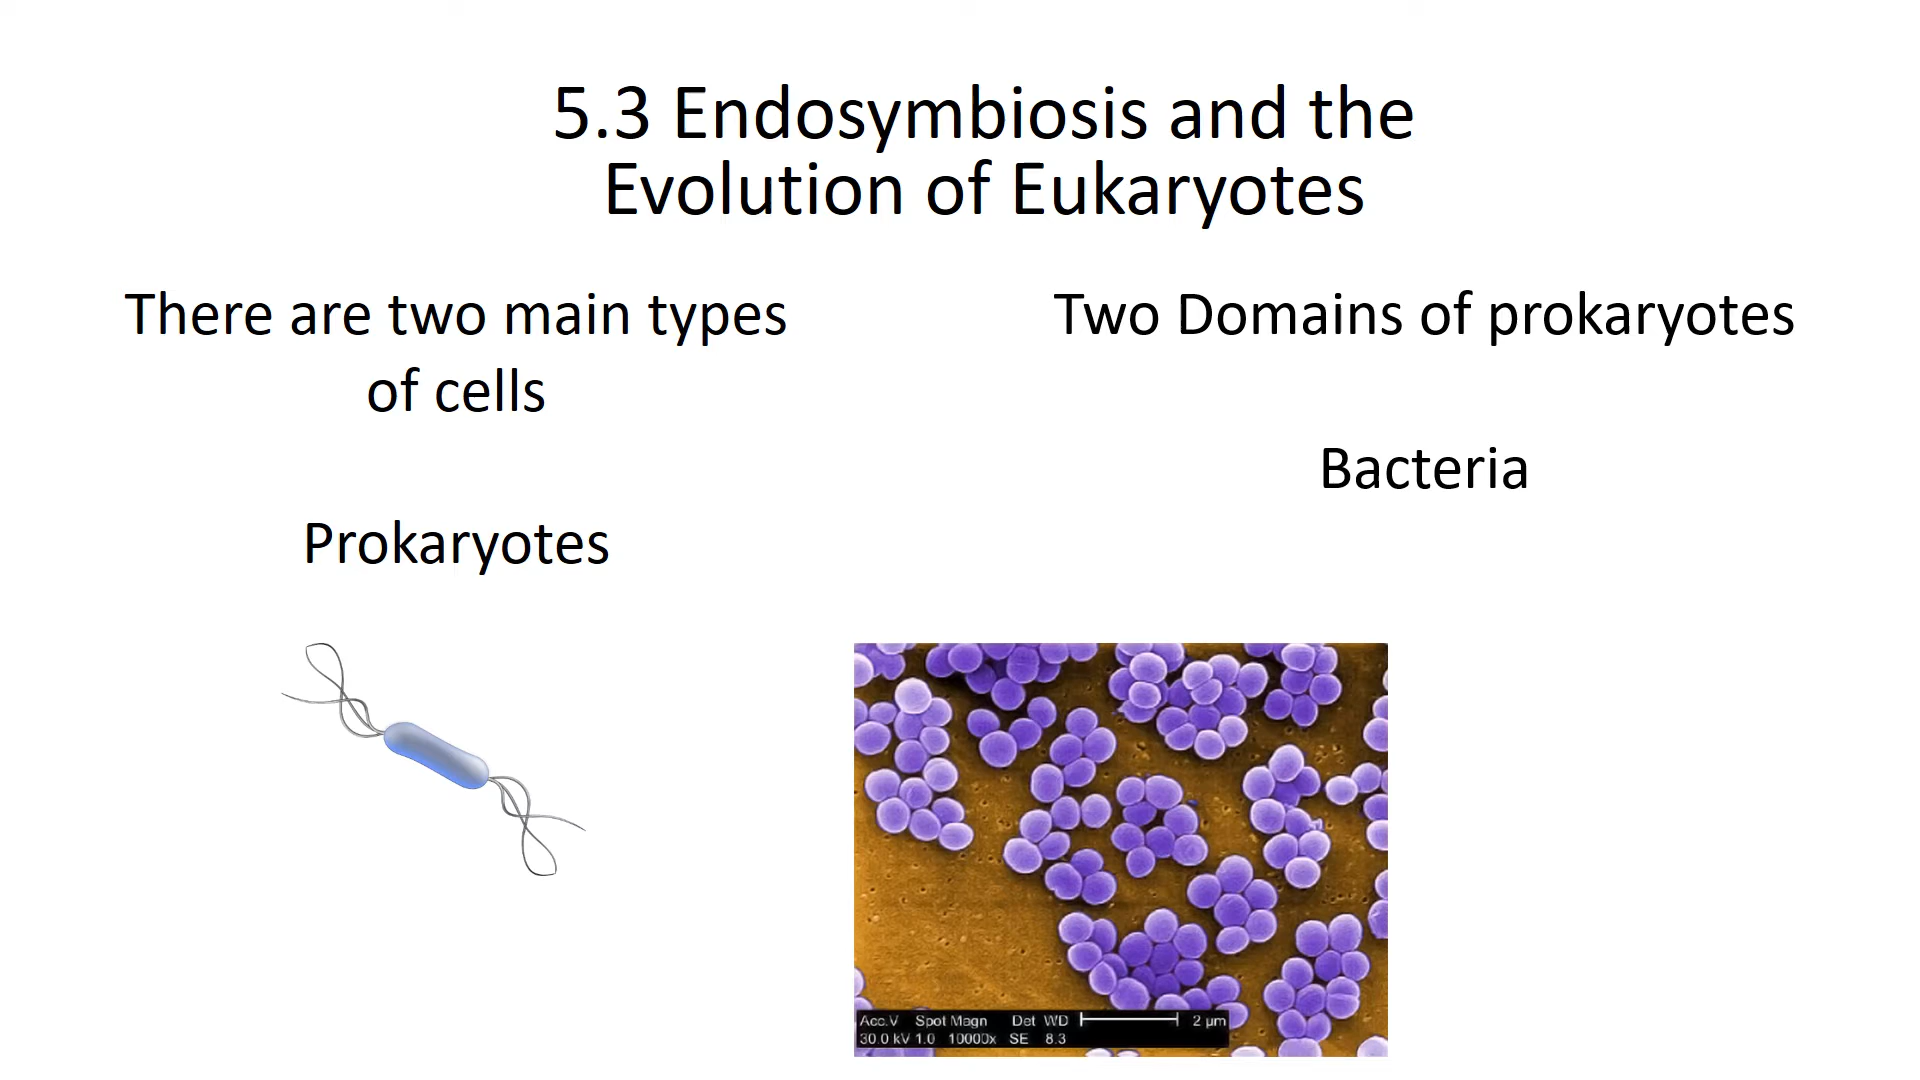 5.3 Endosymbiosis and the
Evolution of Eukaryotes
There are two main types
of cells
Prokaryotes
Two Domains of prokaryotes
Bacteria
Acc.V Spot Magn Det WD 2 µm
30.0 kV 1.0 10000x SE 8.3